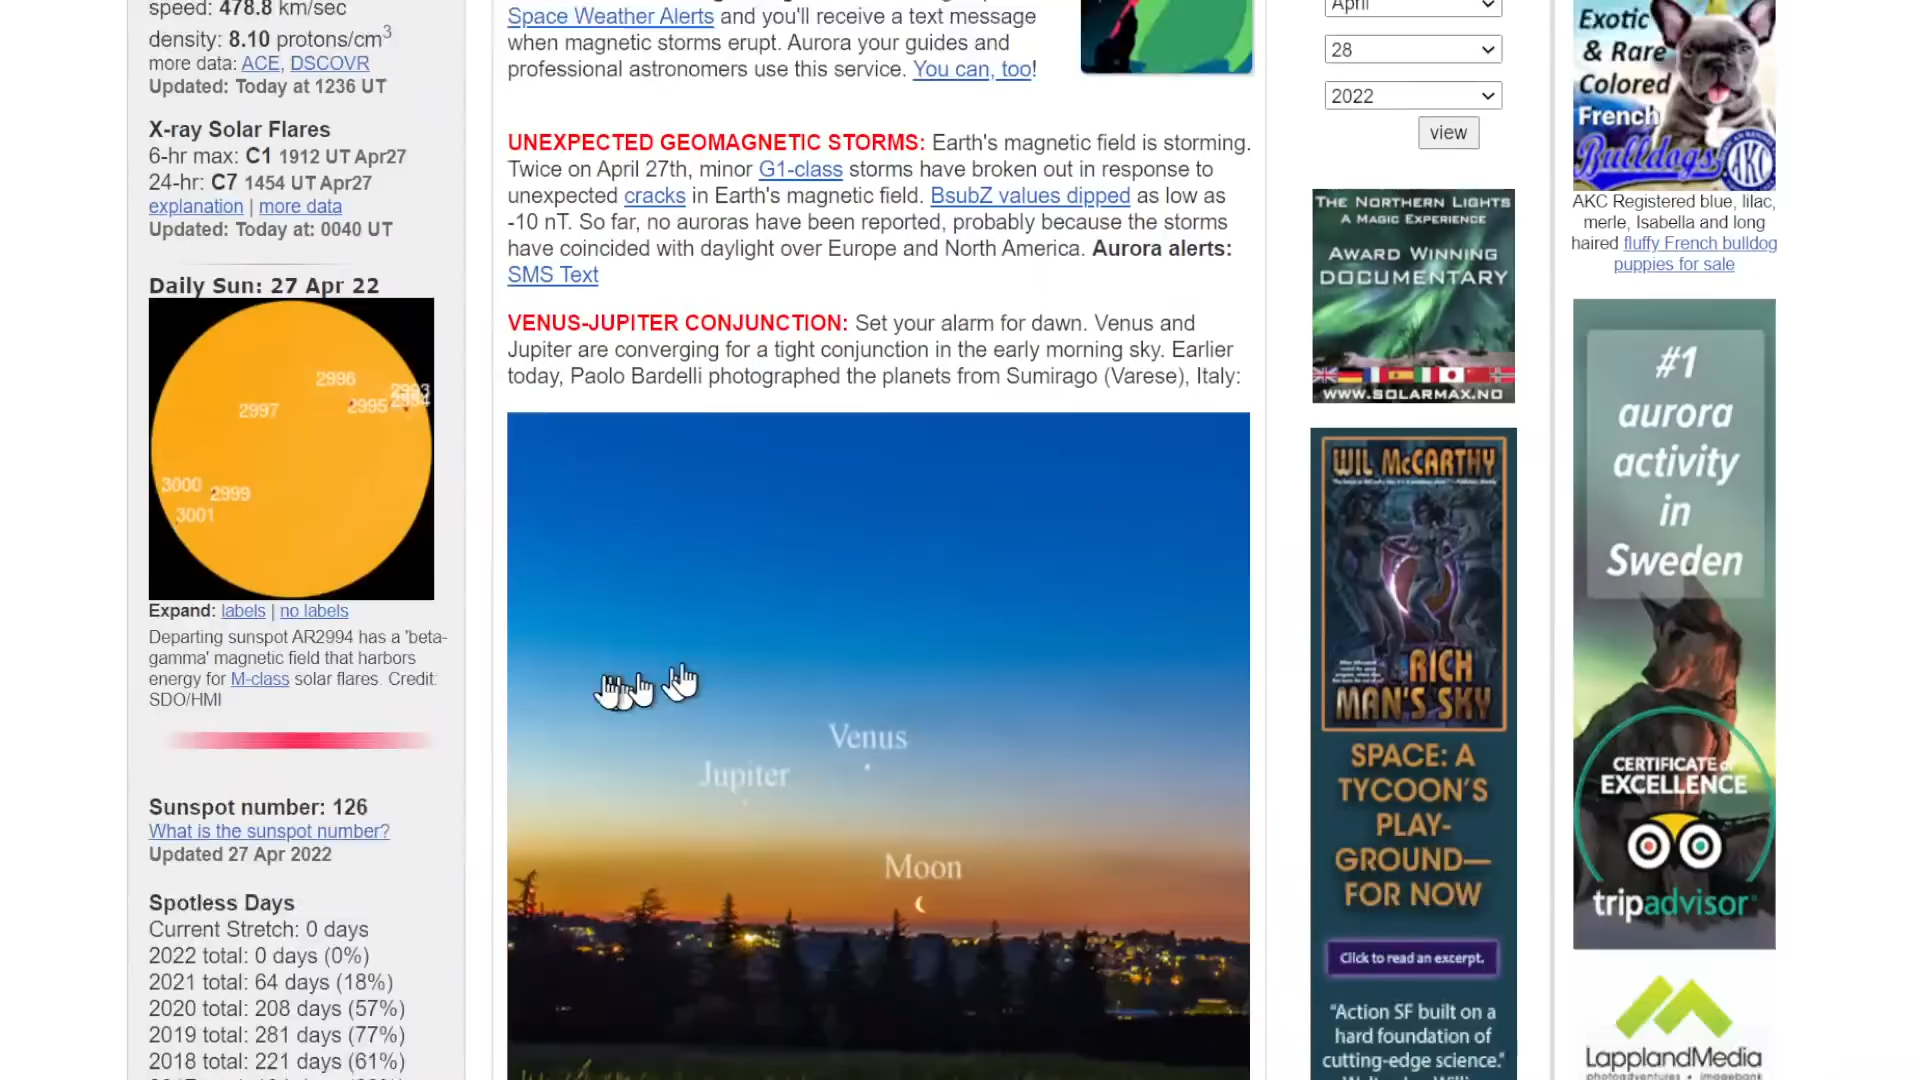 speed: 478.8 km/sec
density: 8.10 protons/cm3
more data: ACE, DSCOVR
Updated: Today at 1236 UT
X-ray Solar Flares
6-hr max: C1 1912 UT Apr27
24-hr: C7 1454 UT Apr27
explanation | more data
Updated: Today at: 0040 UT
Daily Sun: 27 Apr 22
2996
2993
2995
2994
2997
3000
2999
3001
Expand: labels | no labels
Departing sunspot AR2994 has a 'beta-
gamma' magnetic field that harbors
energy for M-class solar flares. Credit:
SDO/HMI
Sunspot number: 126
What is the sunspot number?
Updated 27 Apr 2022
Spotless Days
Current Stretch: 0 days
2022 total: 0 days (0%)
2021 total: 64 days (18%)
2020 total: 208 days (57%)
2019 total: 281 days (77%)
2018 total: 221 days (61%)
Space Weather Alerts and you'll receive a text message
when magnetic storms erupt. Aurora your guides and
professional astronomers use this service. You can, too!
UNEXPECTED GEOMAGNETIC STORMS: Earth's magnetic field is storming.
Twice on April 27th, minor G1-class storms have broken out in response to
unexpected cracks in Earth's magnetic field. BsubZ values dipped as low as
-10 nT. So far, no auroras have been reported, probably because the storms
have coincided with daylight over Europe and North America. Aurora alerts:
SMS Text
VENUS-JUPITER CONJUNCTION: Set your alarm for dawn. Venus and
Jupiter are converging for a tight conjunction in the early morning sky. Earlier
today, Paolo Bardelli photographed the planets from Sumirago (Varese), Italy:
Venus
Jupiter
Moon
April
28
2022
view
THE NORTHERN LIGHTS
A MAGIC EXPERIENCE
AWARD WINNING
DOCUMENTARY
WWW.SOLARMAX.NO
WIL McCARTHY
RICH
MAN'S SKY
SPACE: A
TYCOON'S
PLAY-
GROUND—
FOR NOW
Click to read an excerpt.
"Action SF built on a
hard foundation of
cutting-edge science."
Exotic
& Rare
Colored
French
Bulldogs
AKC
AKC Registered blue, lilac,
merle, Isabella and long
haired fluffy French bulldog
puppies for sale
#1
aurora
activity
in
Sweden
CERTIFICATE of
EXCELLENCE
tripadvisor
LapplandMedia
photoadventures • imagebank